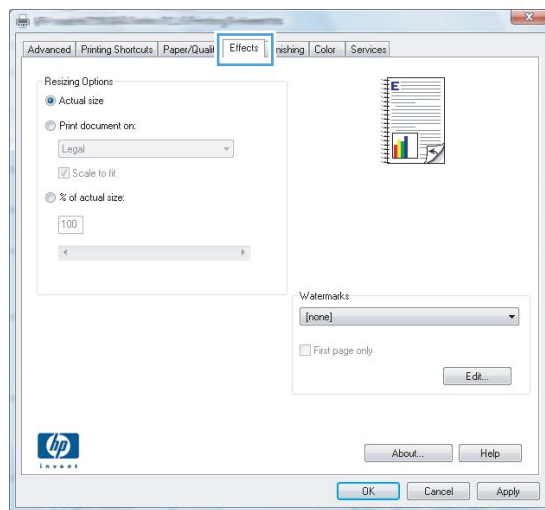 Advanced Printing Shortcuts Paper/Quali Effects nishing Color Services
Resizing Options
Actual size
Print document on:
Legal
Scale to fit
% of actual size:
100
E
Watermarks
[none]
First page only
Edit...
hp
invent
About... Help
OK Cancel Apply